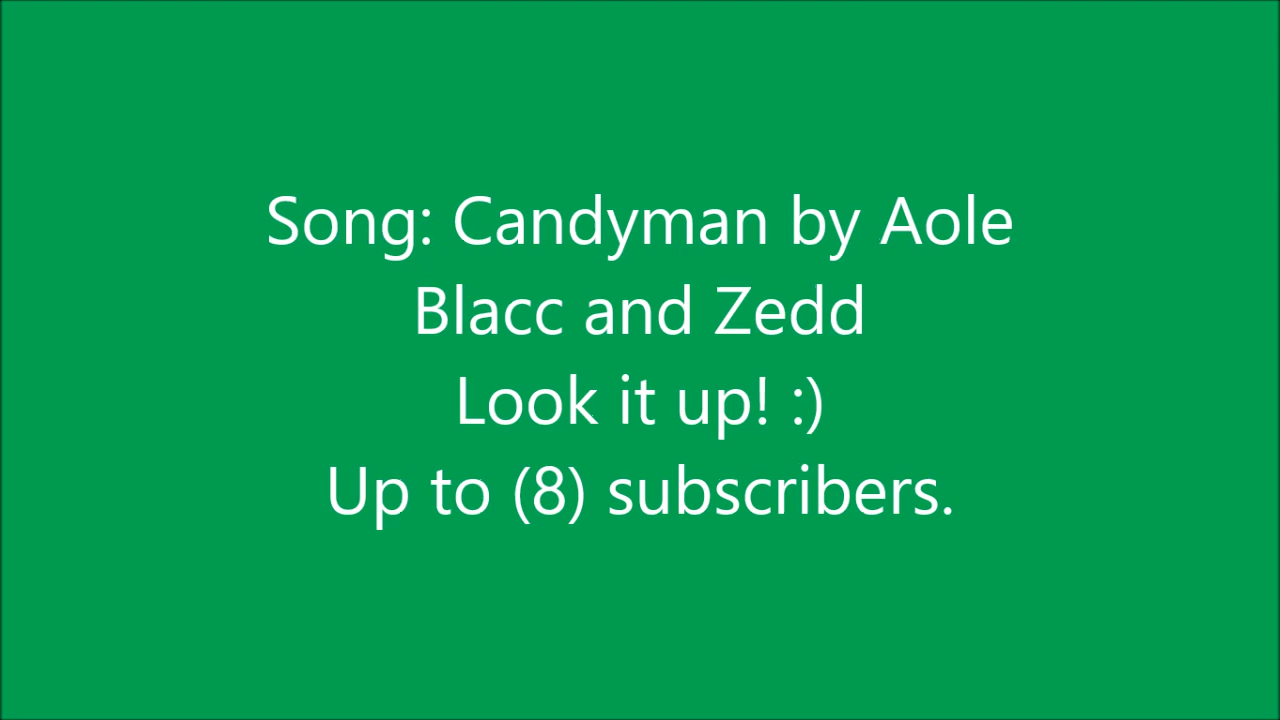 Song: Candyman by Aole
Blacc and Zedd
Look it up! :)
Up to (8) subscribers.